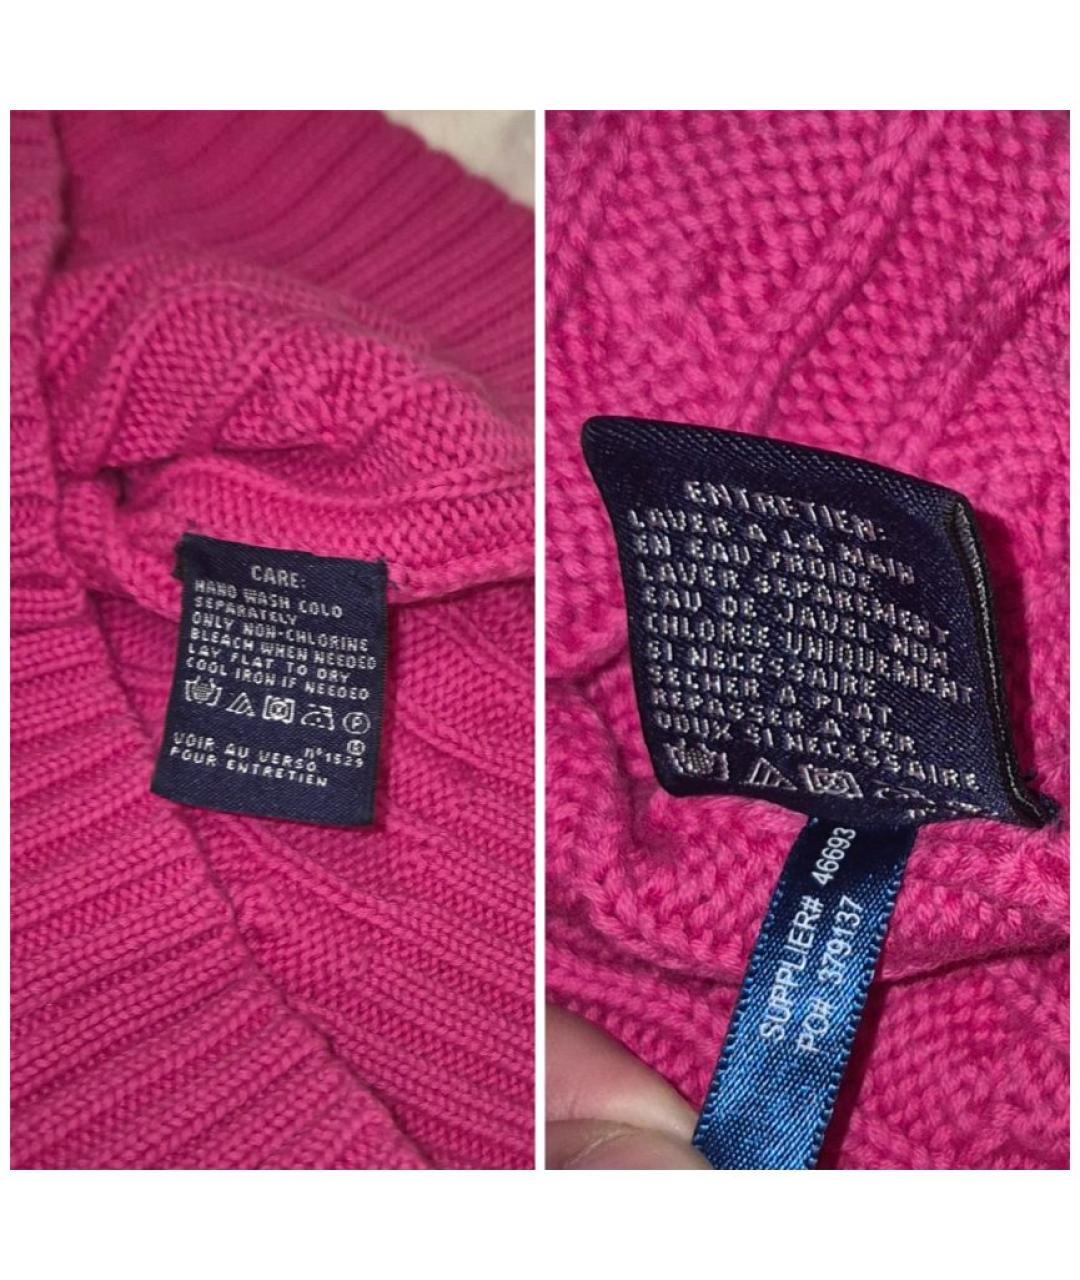 CARE:
HAND WASH COLD
SEPARATELY
ONLY NON-CHLORINE
BLEACH WHEN NEEDED
LAY FLAT TO DRY
COOL IRON IF NEEDED
P
VOIR AU VERSO n° 1529
POUR ENTRETIEN
ENTRETIEN:
LAVER A LA MAIN
EN EAU FROIDE
LAVER SEPAREMENT
EAU DE JAVEL NON
CHLOREE UNIQUEMENT
SI NECESSAIRE
SECHER A PLAT
REPASSER A FER
DOUX SI NECESSAIRE
SUPPLIER# 46693
PO# 379137